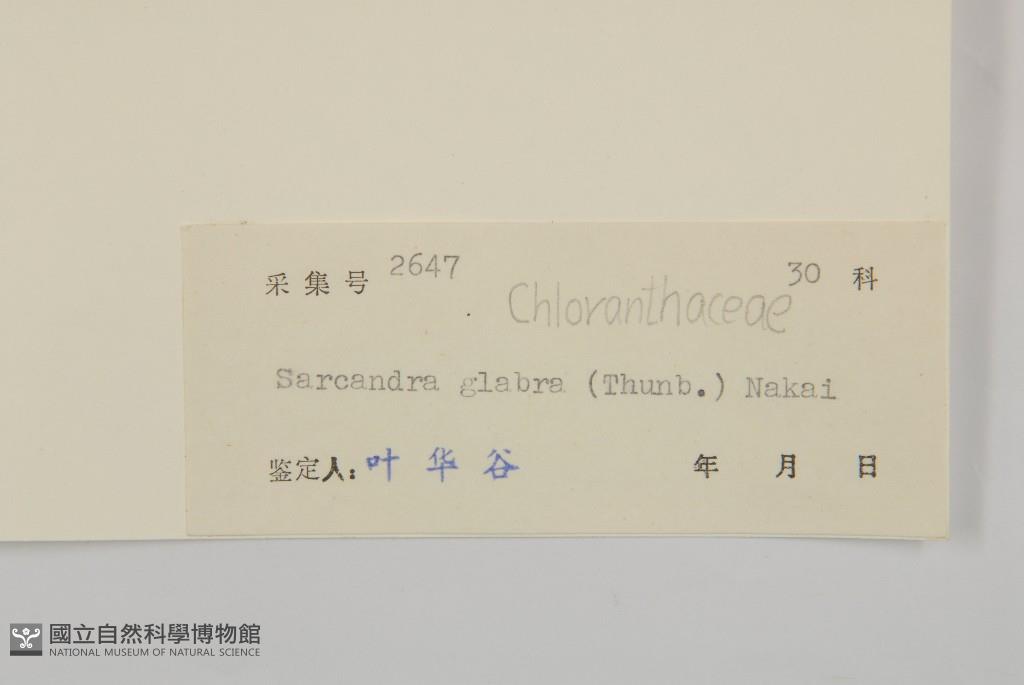 采集号 2647 30 科
Chloranthaceae
Sarcandra glabra (Thunb.) Nakai
鉴定人: 叶华谷 年 月 日
國立自然科學博物館
NATIONAL MUSEUM OF NATURAL SCIENCE